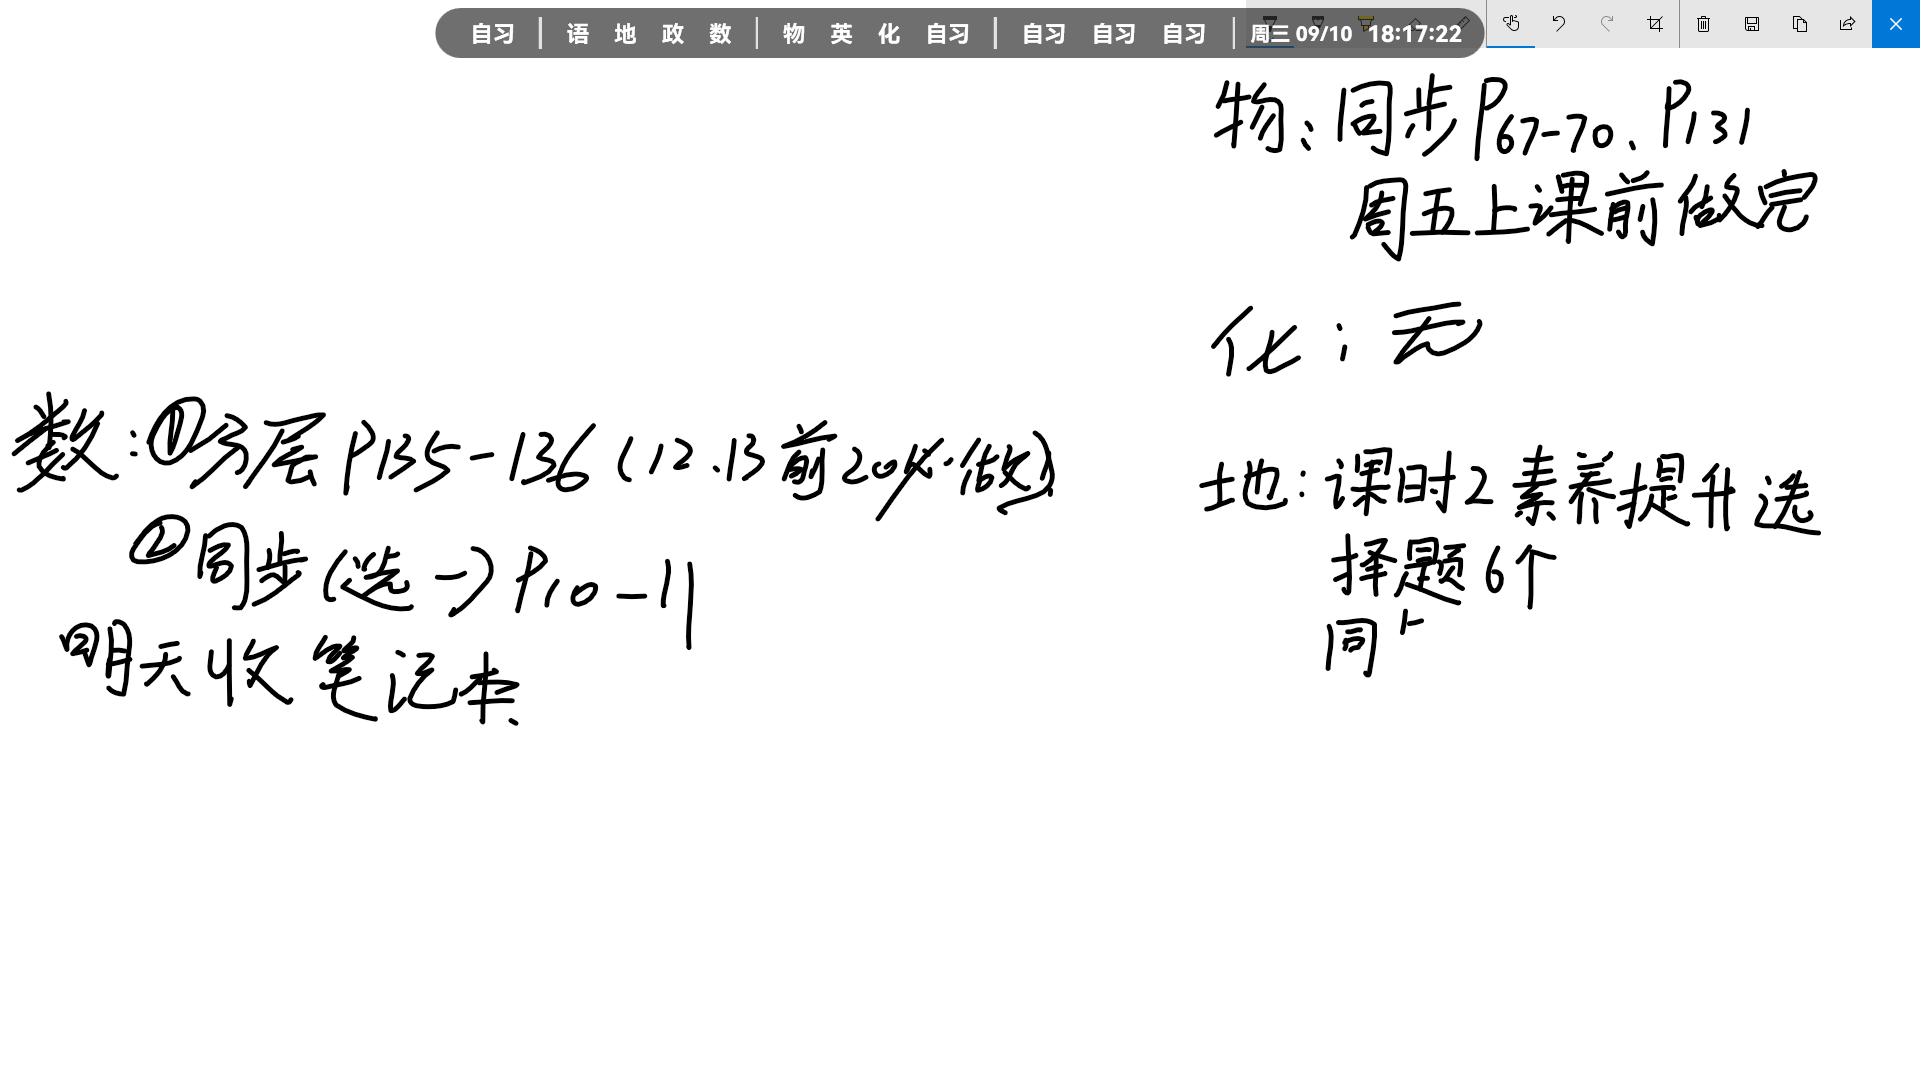 自习 | 语 地 政 数 | 物 英 化 自习 | 自习 自习 自习 | 周三 09/10 18:17:22
物：同步P67-70、P131
周五上课前做完
化：无
数：①分层P135-136（12.13前20必.做）
②同步(选一)P10-11
明天收笔记本
地：课时2素养提升选
择题6个
同